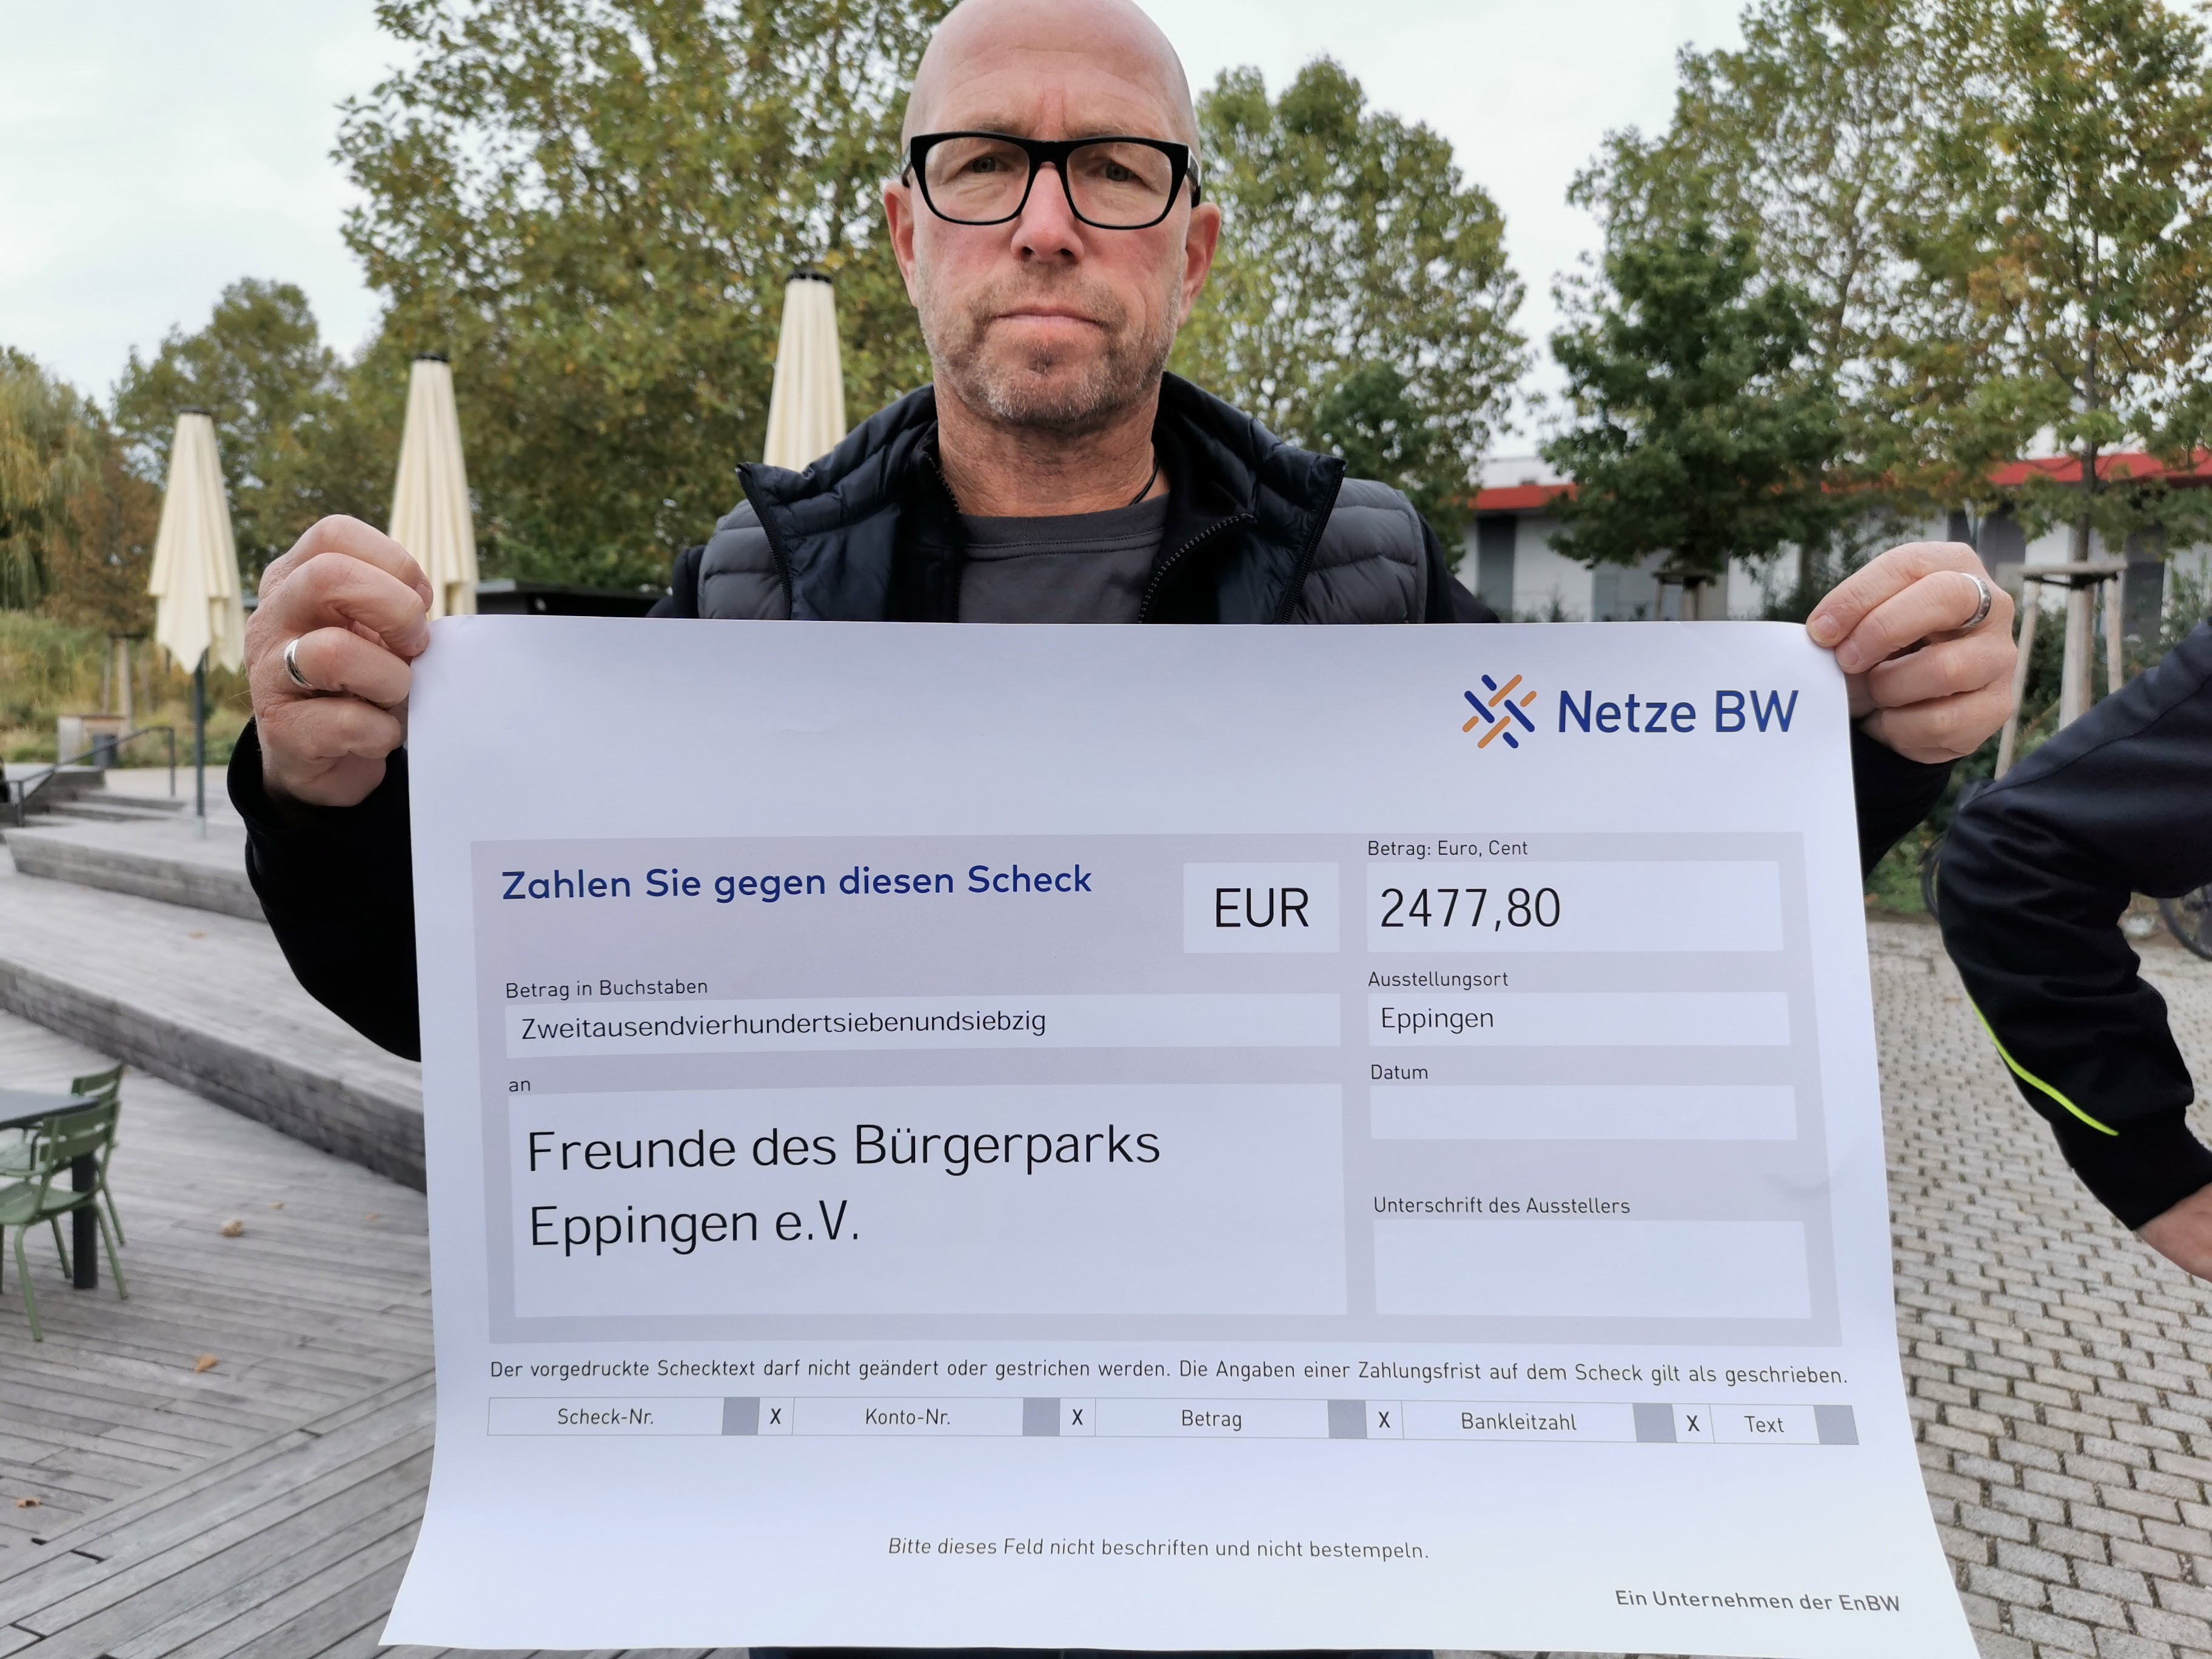 Netze BW
Zahlen Sie gegen diesen Scheck
EUR
Betrag: Euro, Cent
2477,80
Betrag in Buchstaben
Zweitausendvierhundertsiebenundsiebzig
Ausstellungsort
Eppingen
an
Freunde des Bürgerparks
Eppingen e.V.
Datum
Unterschrift des Ausstellers
Der vorgedruckte Schecktext darf nicht geändert oder gestrichen werden. Die Angaben einer Zahlungsfrist auf dem Scheck gilt als geschrieben.
Scheck-Nr. X Konto-Nr. X Betrag X Bankleitzahl X Text
Bitte dieses Feld nicht beschriften und nicht bestempeln.
Ein Unternehmen der EnBW